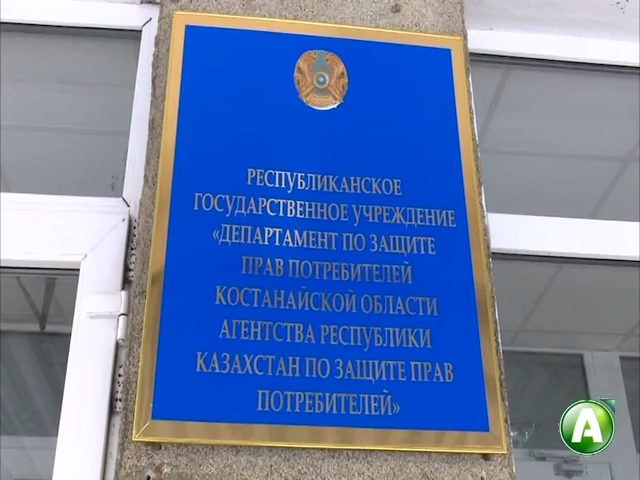 РЕСПУБЛИКАНСКОЕ
ГОСУДАРСТВЕННОЕ УЧРЕЖДЕНИЕ
«ДЕПАРТАМЕНТ ПО ЗАЩИТЕ
ПРАВ ПОТРЕБИТЕЛЕЙ
КОСТАНАЙСКОЙ ОБЛАСТИ
АГЕНТСТВА РЕСПУБЛИКИ
КАЗАХСТАН ПО ЗАЩИТЕ ПРАВ
ПОТРЕБИТЕЛЕЙ»
А